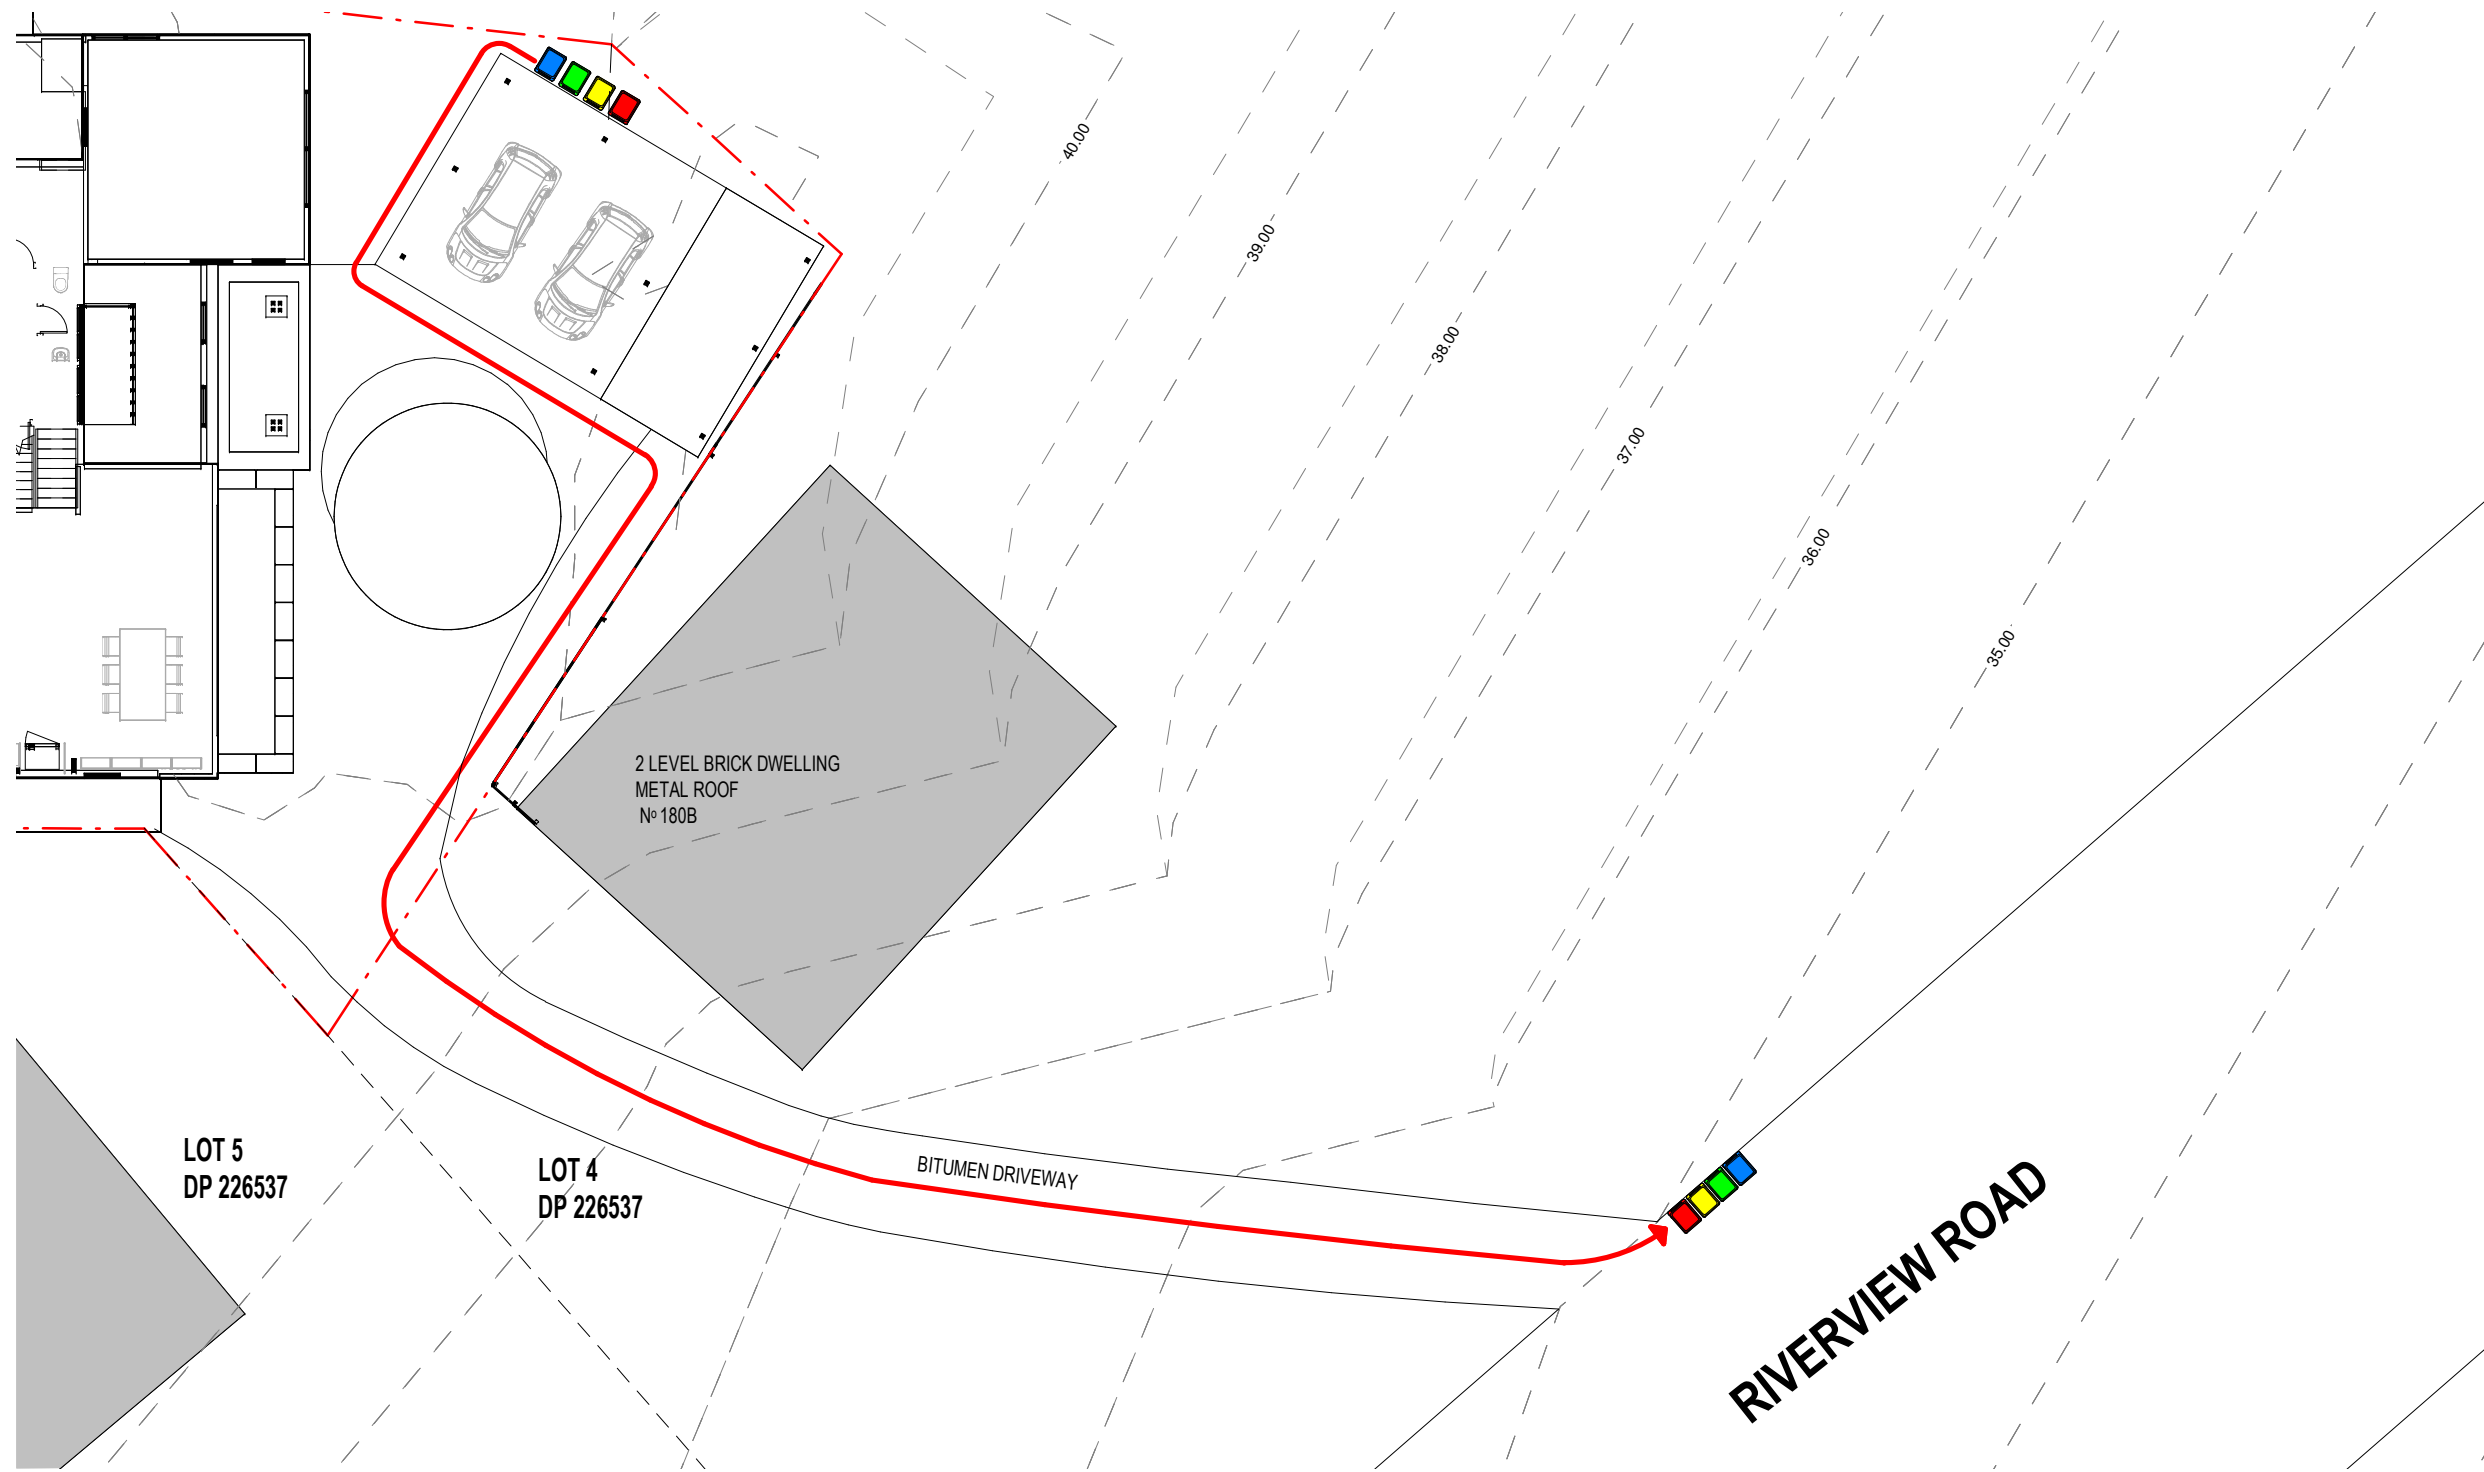 40.00
39.00
38.00
37.00
36.00
35.00
2 LEVEL BRICK DWELLING
METAL ROOF
Nº 180B
LOT 5
DP 226537
LOT 4
DP 226537
BITUMEN DRIVEWAY
RIVERVIEW ROAD